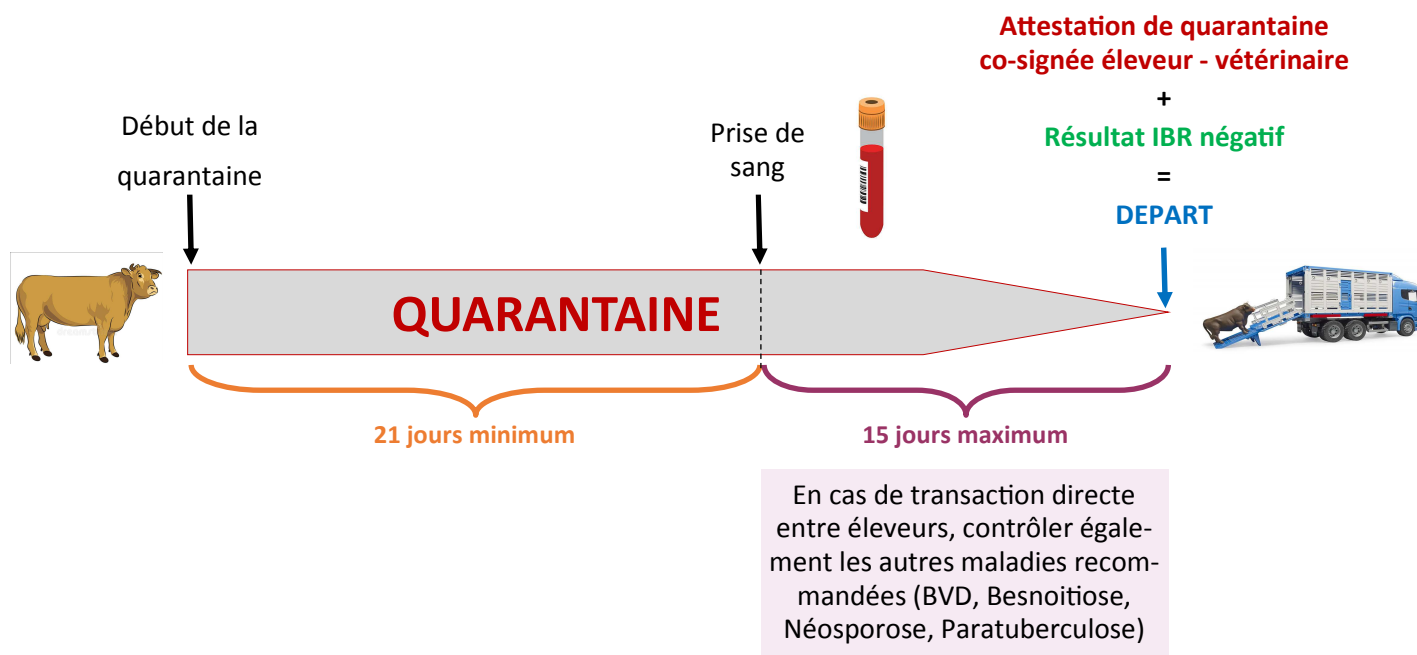 Attestation de quarantaine
co-signée éleveur - vétérinaire
+
Résultat IBR négatif
=
DEPART
Début de la
quarantaine
Prise de
sang
QUARANTAINE
21 jours minimum
15 jours maximum
En cas de transaction directe
entre éleveurs, contrôler égale-
ment les autres maladies recom-
mandées (BVD, Besnoitiose,
Néosporose, Paratuberculose)